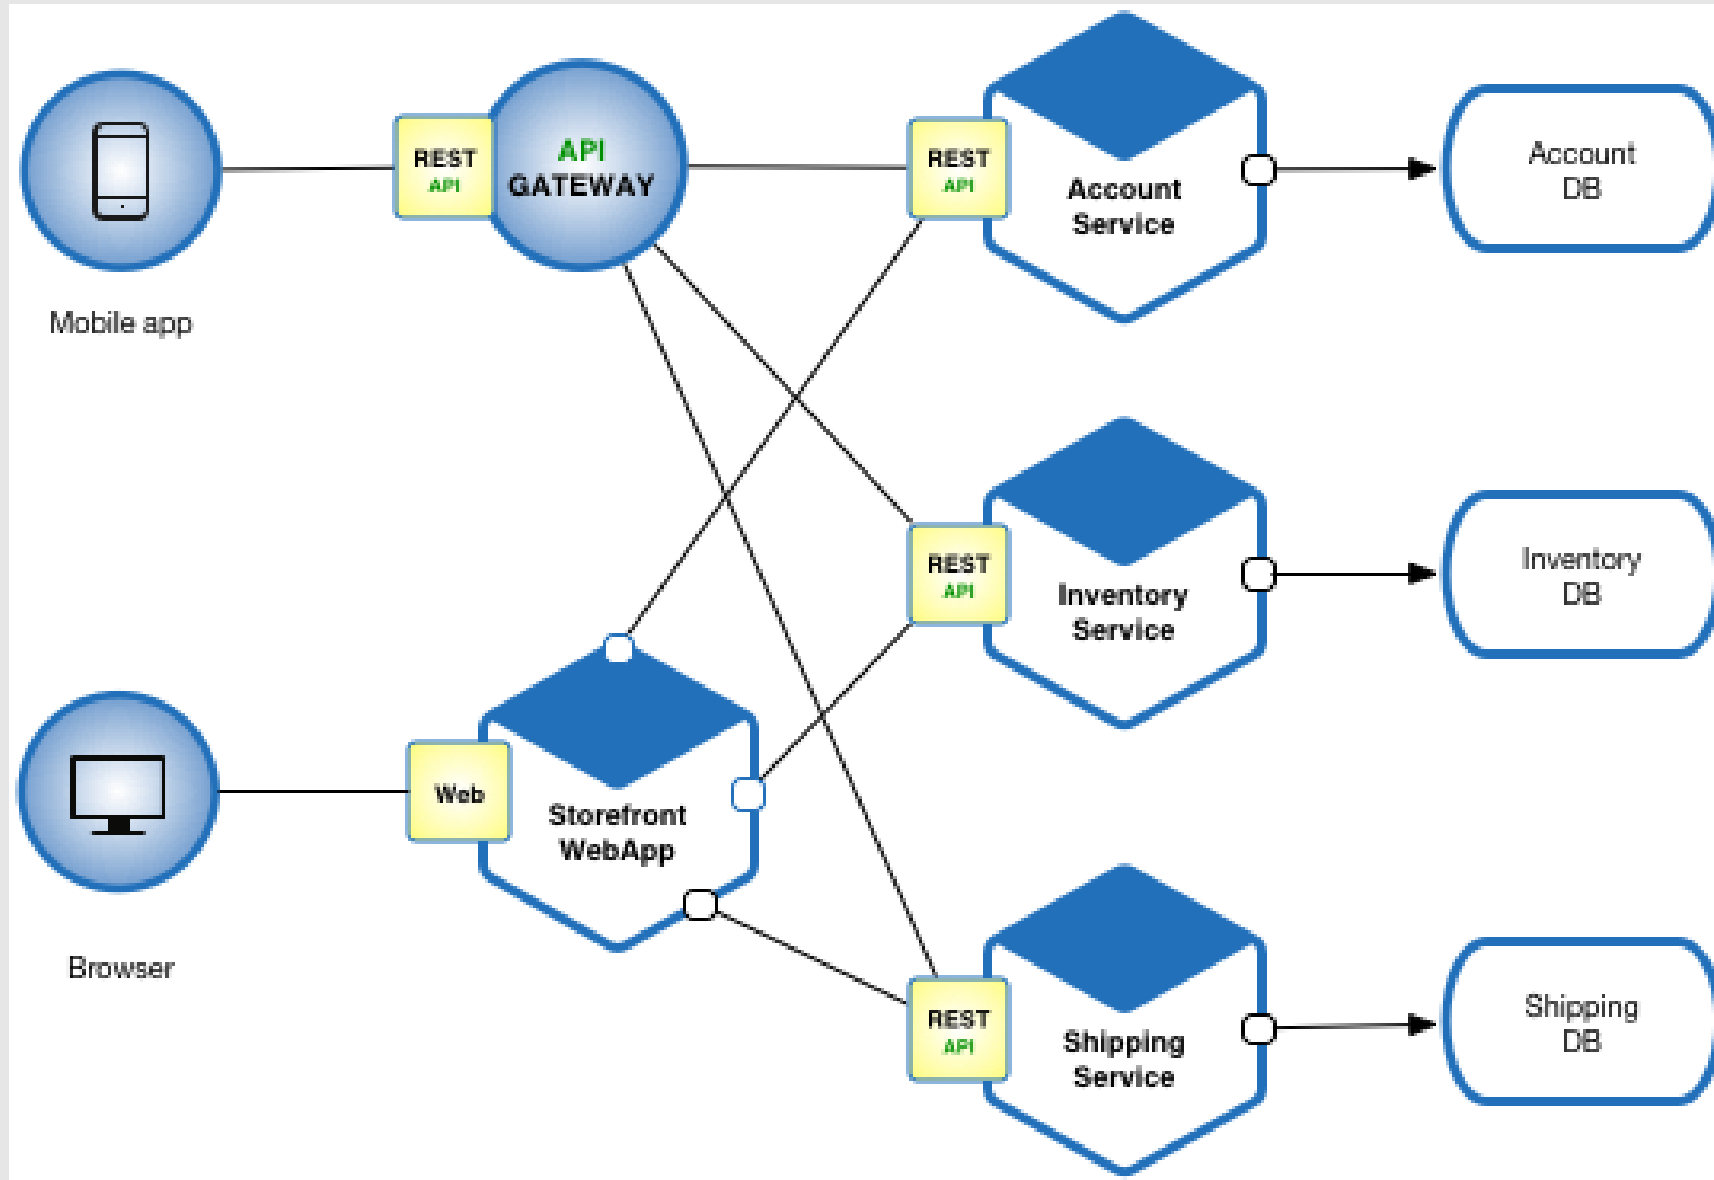 Mobile app
REST
API
API
GATEWAY
REST
API
Account
Service
Account
DB
REST
API
Inventory
Service
Inventory
DB
Browser
Web
Storefront
WebApp
REST
API
Shipping
Service
Shipping
DB